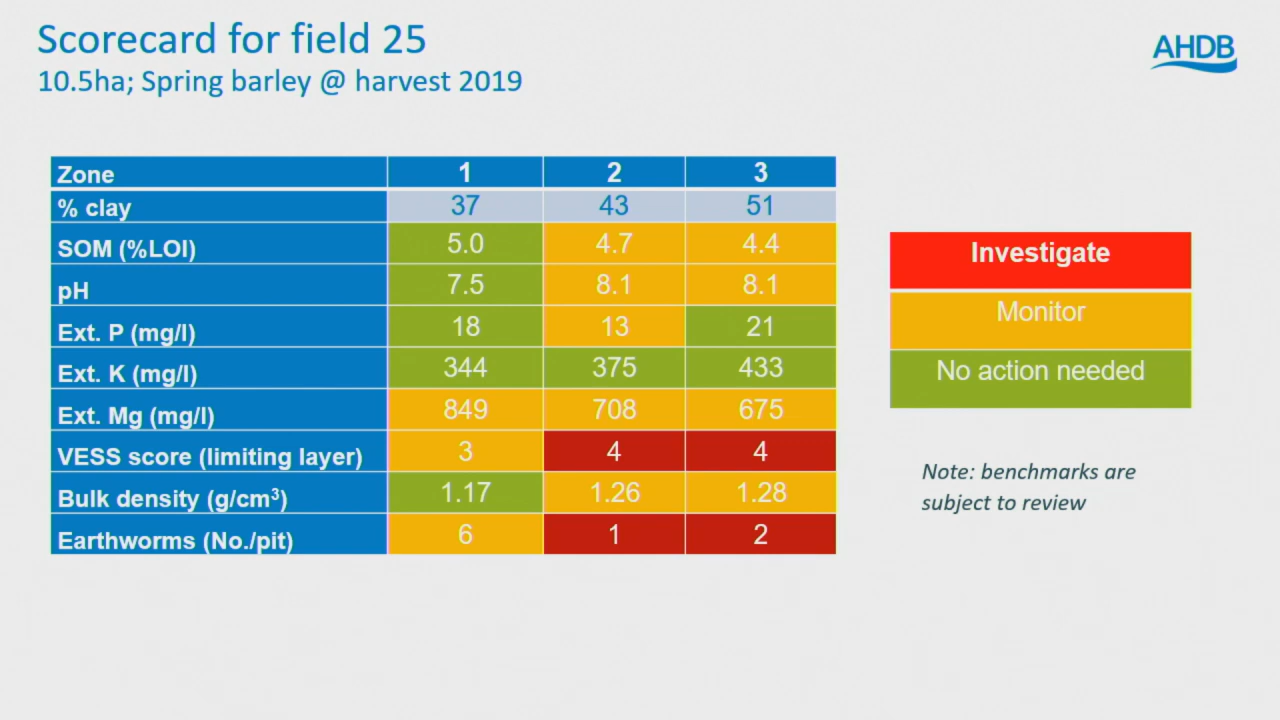 Scorecard for field 25
10.5ha; Spring barley @ harvest 2019
AHDB
Zone 1 2 3
% clay 37 43 51
SOM (%LOI) 5.0 4.7 4.4
pH 7.5 8.1 8.1
Ext. P (mg/l) 18 13 21
Ext. K (mg/l) 344 375 433
Ext. Mg (mg/l) 849 708 675
VESS score (limiting layer) 3 4 4
Bulk density (g/cm³) 1.17 1.26 1.28
Earthworms (No./pit) 6 1 2
Investigate
Monitor
No action needed
Note: benchmarks are
subject to review